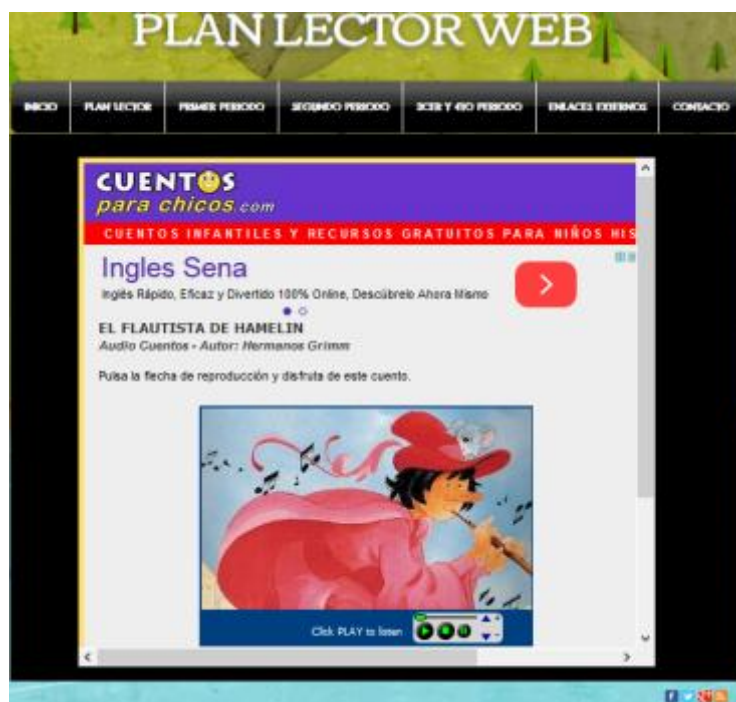 PLAN LECTOR WEB
INICIO PLAN LECTOR PRIMER PERIODO SEGUNDO PERIODO 3CER Y 4TO PERIODO ENLACES EXTERNOS CONTACTO
CUENTOS
para chicos.com
CUENTOS INFANTILES Y RECURSOS GRATUITOS PARA NIÑOS HIS
Ingles Sena
Inglés Rápido, Eficaz y Divertido 100% Online, Descúbrelo Ahora Mismo
EL FLAUTISTA DE HAMELIN
Audio Cuentos - Autor: Hermanos Grimm
Pulsa la flecha de reproducción y disfruta de este cuento.
Click PLAY to listen